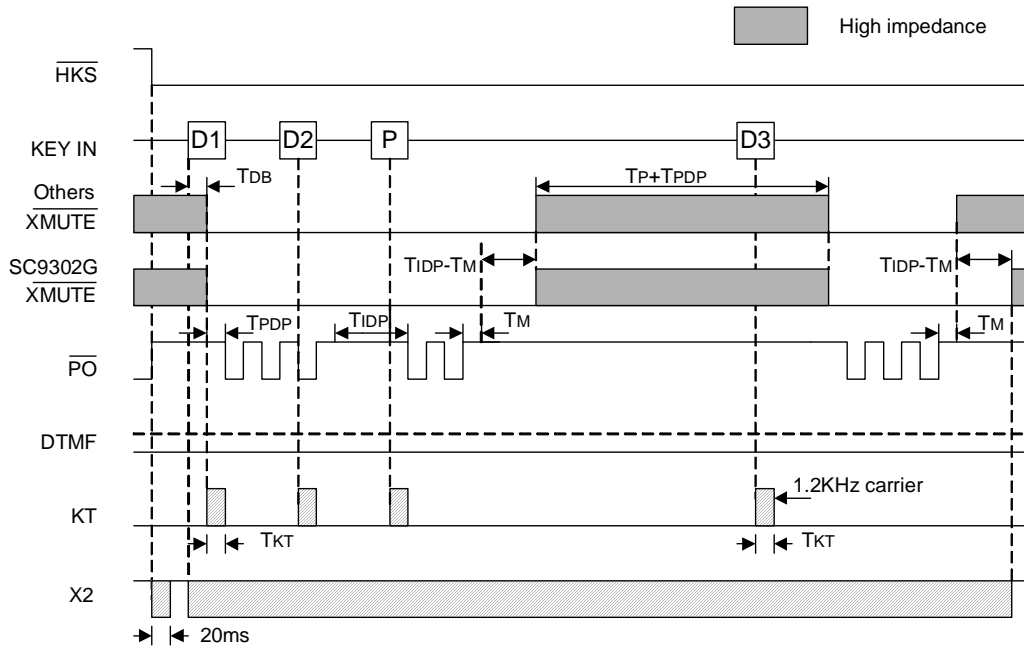 High impedance
HKS
KEY IN
D1 D2 P D3
Others
XMUTE
TDB
TP+TPDP
SC9302G
XMUTE
TIDP-TM
TIDP-TM
TPDP
TIDP
TM
TM
PO
DTMF
1.2KHz carrier
KT
TKT
TKT
X2
20ms